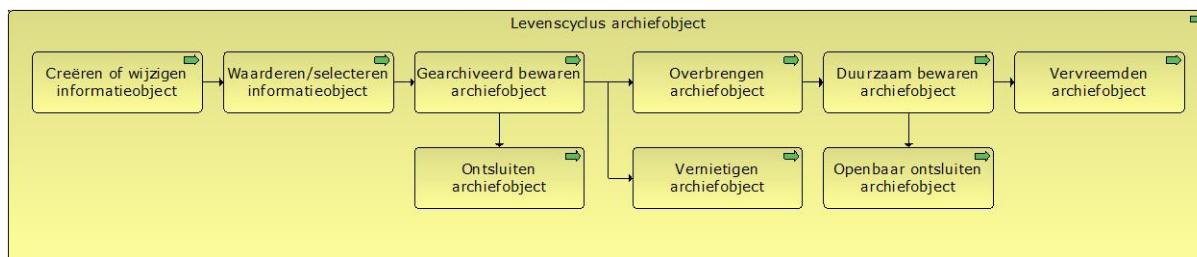 Levenscyclus archiefobject
Creëren of wijzigen
informatieobject
Waarderen/selecteren
informatieobject
Gearchiveerd bewaren
archiefobject
Overbrengen
archiefobject
Duurzaam bewaren
archiefobject
Vervreemden
archiefobject
Ontsluiten
archiefobject
Vernietigen
archiefobject
Openbaar ontsluiten
archiefobject